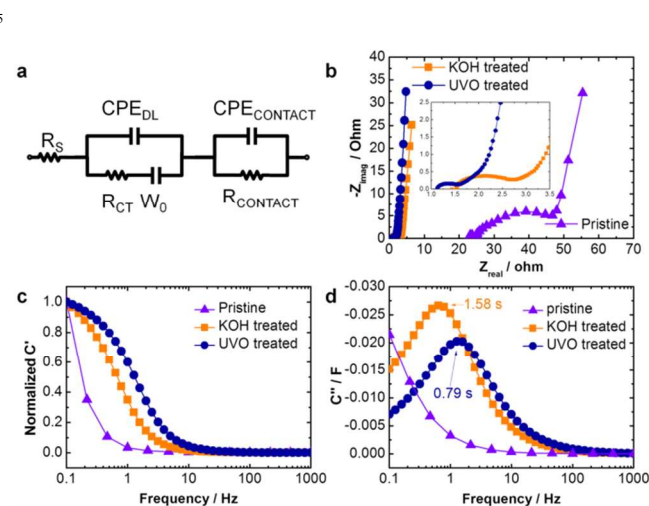 5
a
CPE_DL
CPE_CONTACT
R_S
R_CT W_0
R_CONTACT
b
KOH treated
UVO treated
Pristine
-Z_imag / Ohm
35
30
25
20
15
10
5
0
2.5
2.0
1.5
1.0
0.5
0.0
1.0 1.5 2.0 2.5 3.0 3.5
0 10 20 30 40 50 60 70
Z_real / ohm
c
Pristine
KOH treated
UVO treated
Normalized C'
1.0
0.8
0.6
0.4
0.2
0.0
0.1 1 10 100 1000
Frequency / Hz
d
pristine
KOH treated
UVO treated
1.58 s
0.79 s
C'' / F
-0.030
-0.025
-0.020
-0.015
-0.010
-0.005
0.000
0.1 1 10 100 1000
Frequency / Hz